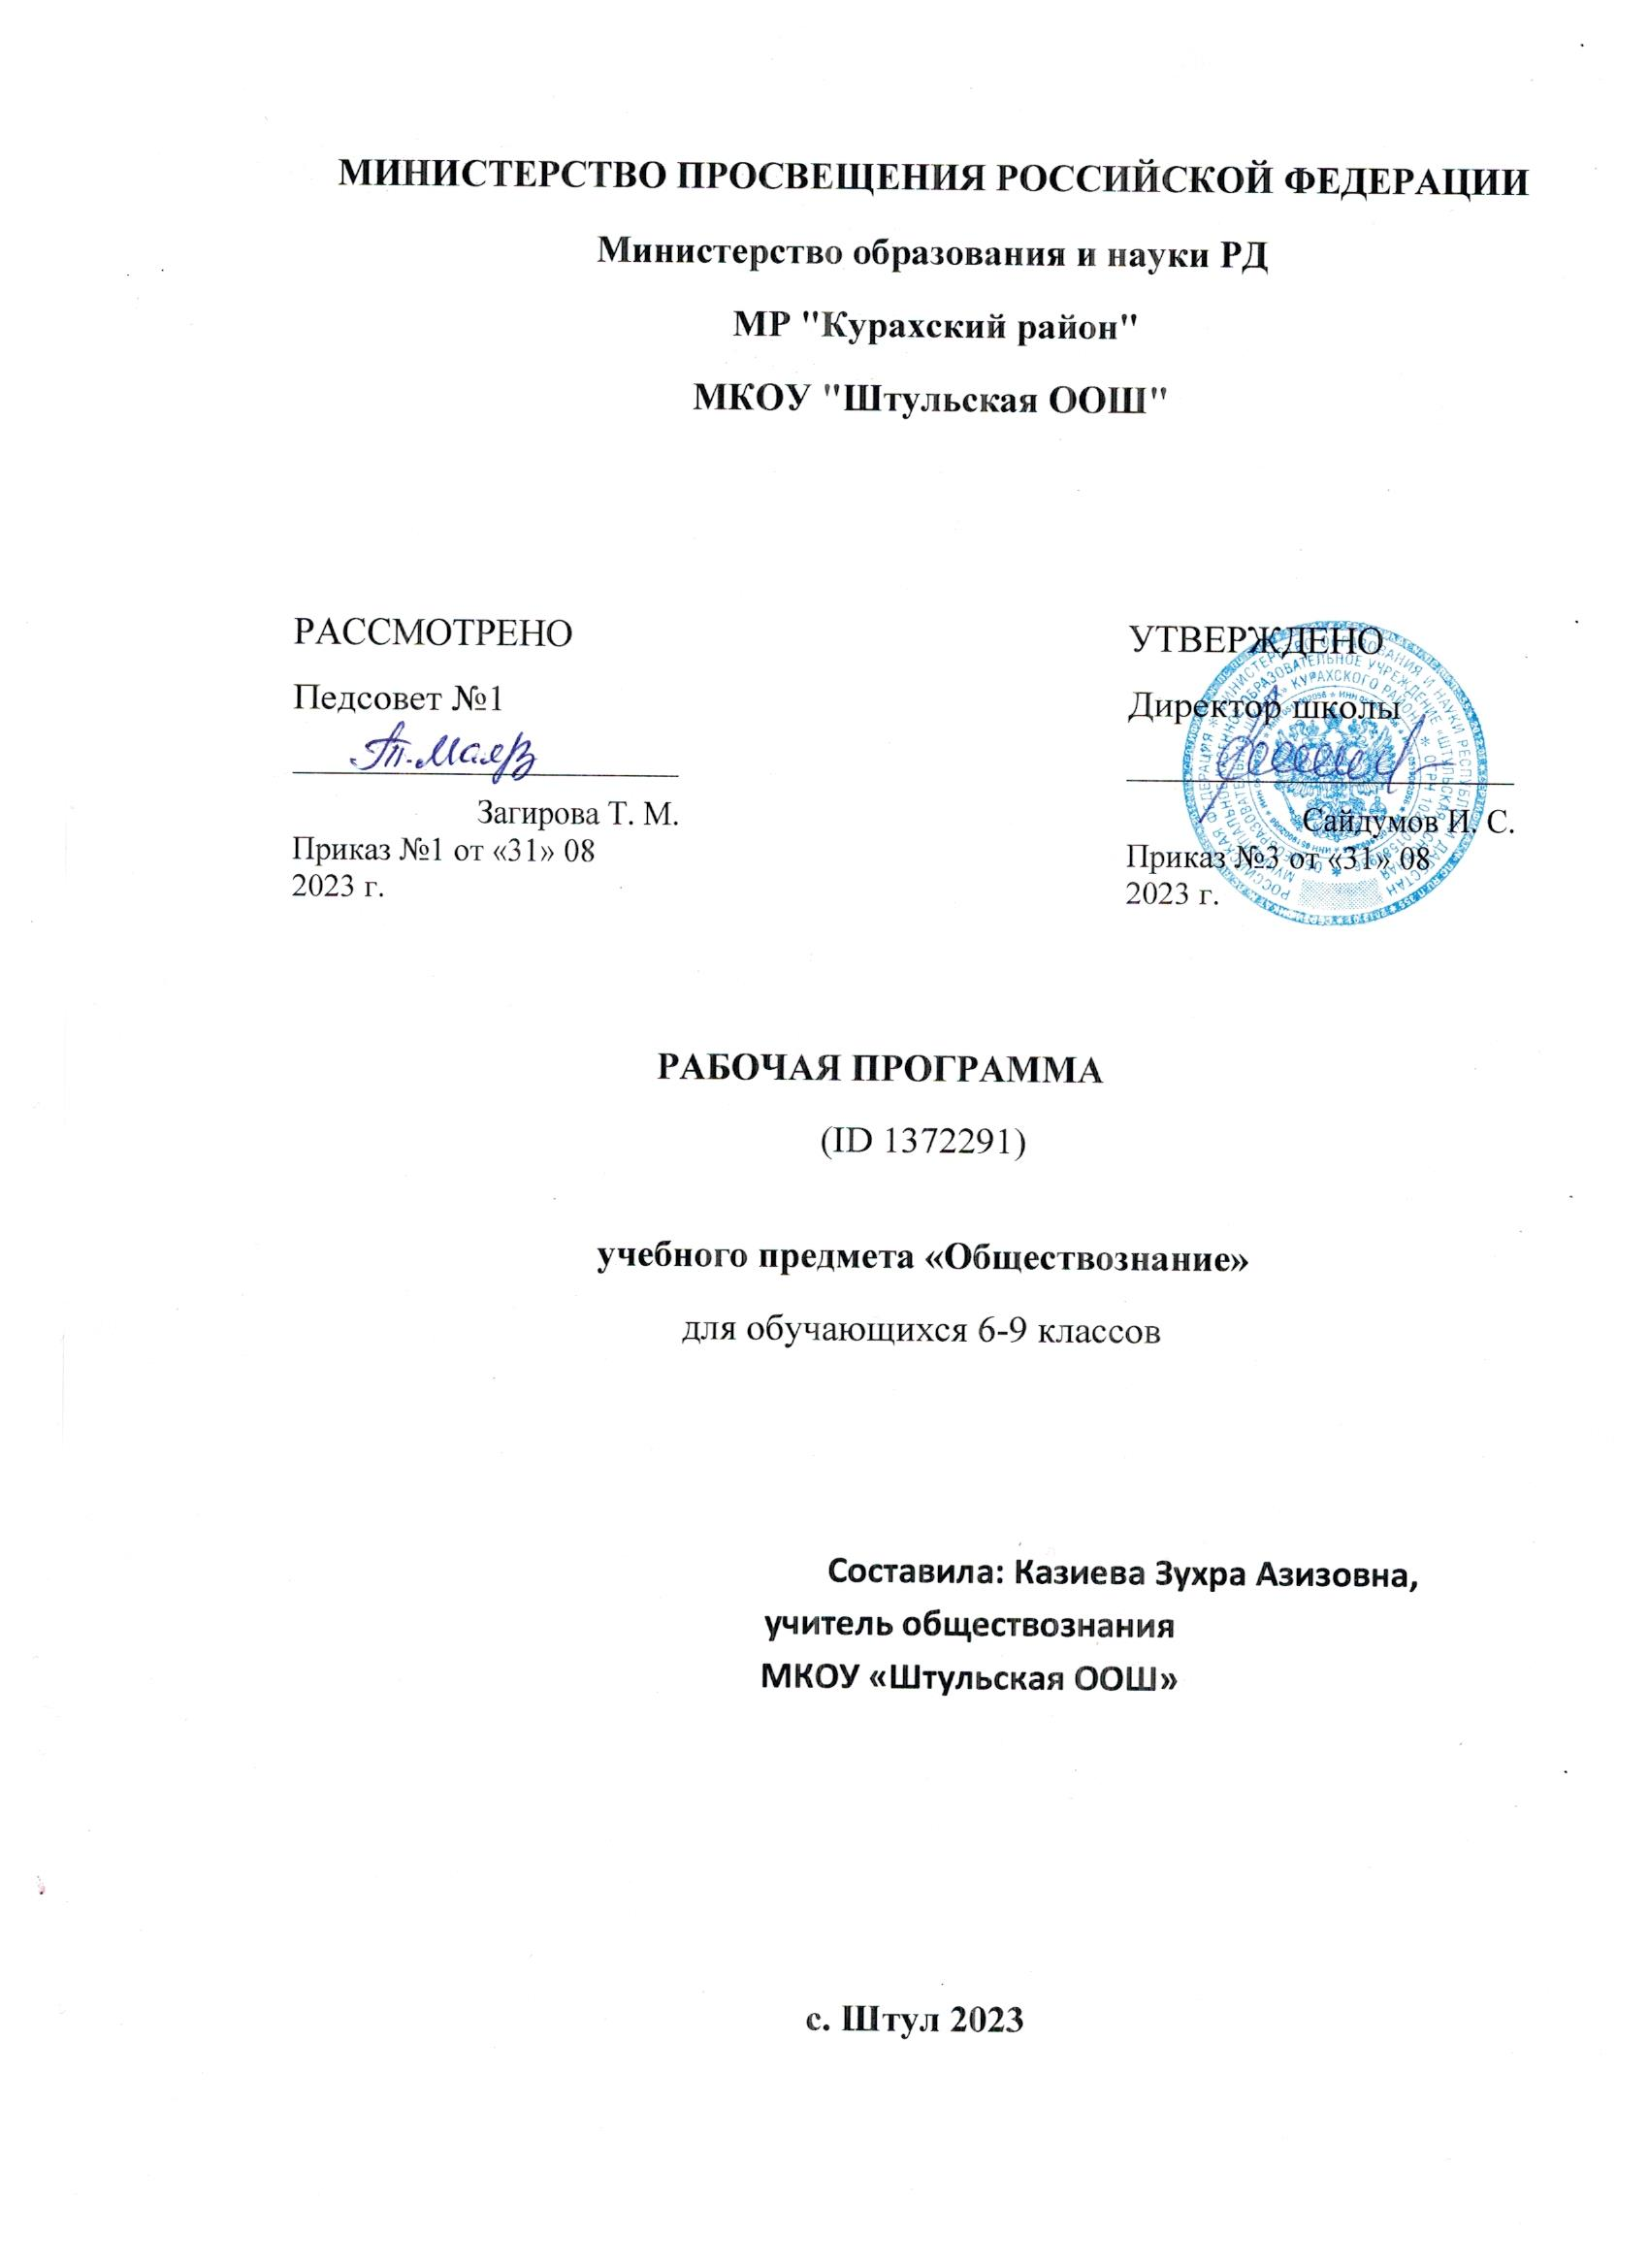 МИНИСТЕРСТВО ПРОСВЕЩЕНИЯ РОССИЙСКОЙ ФЕДЕРАЦИИ
Министерство образования и науки РД
МР "Курахский район"
МКОУ "Штульская ООШ"
РАССМОТРЕНО
Педсовет №1
Загирова Т. М.
Приказ №1 от «31» 08
2023 г.
УТВЕРЖДЕНО
Директор школы
Сайдумов И. С.
Приказ №3 от «31» 08
2023 г.
РАБОЧАЯ ПРОГРАММА
(ID 1372291)
учебного предмета «Обществознание»
для обучающихся 6-9 классов
Составила: Казиева Зухра Азизовна,
учитель обществознания
МКОУ «Штульская ООШ»
с. Штул 2023